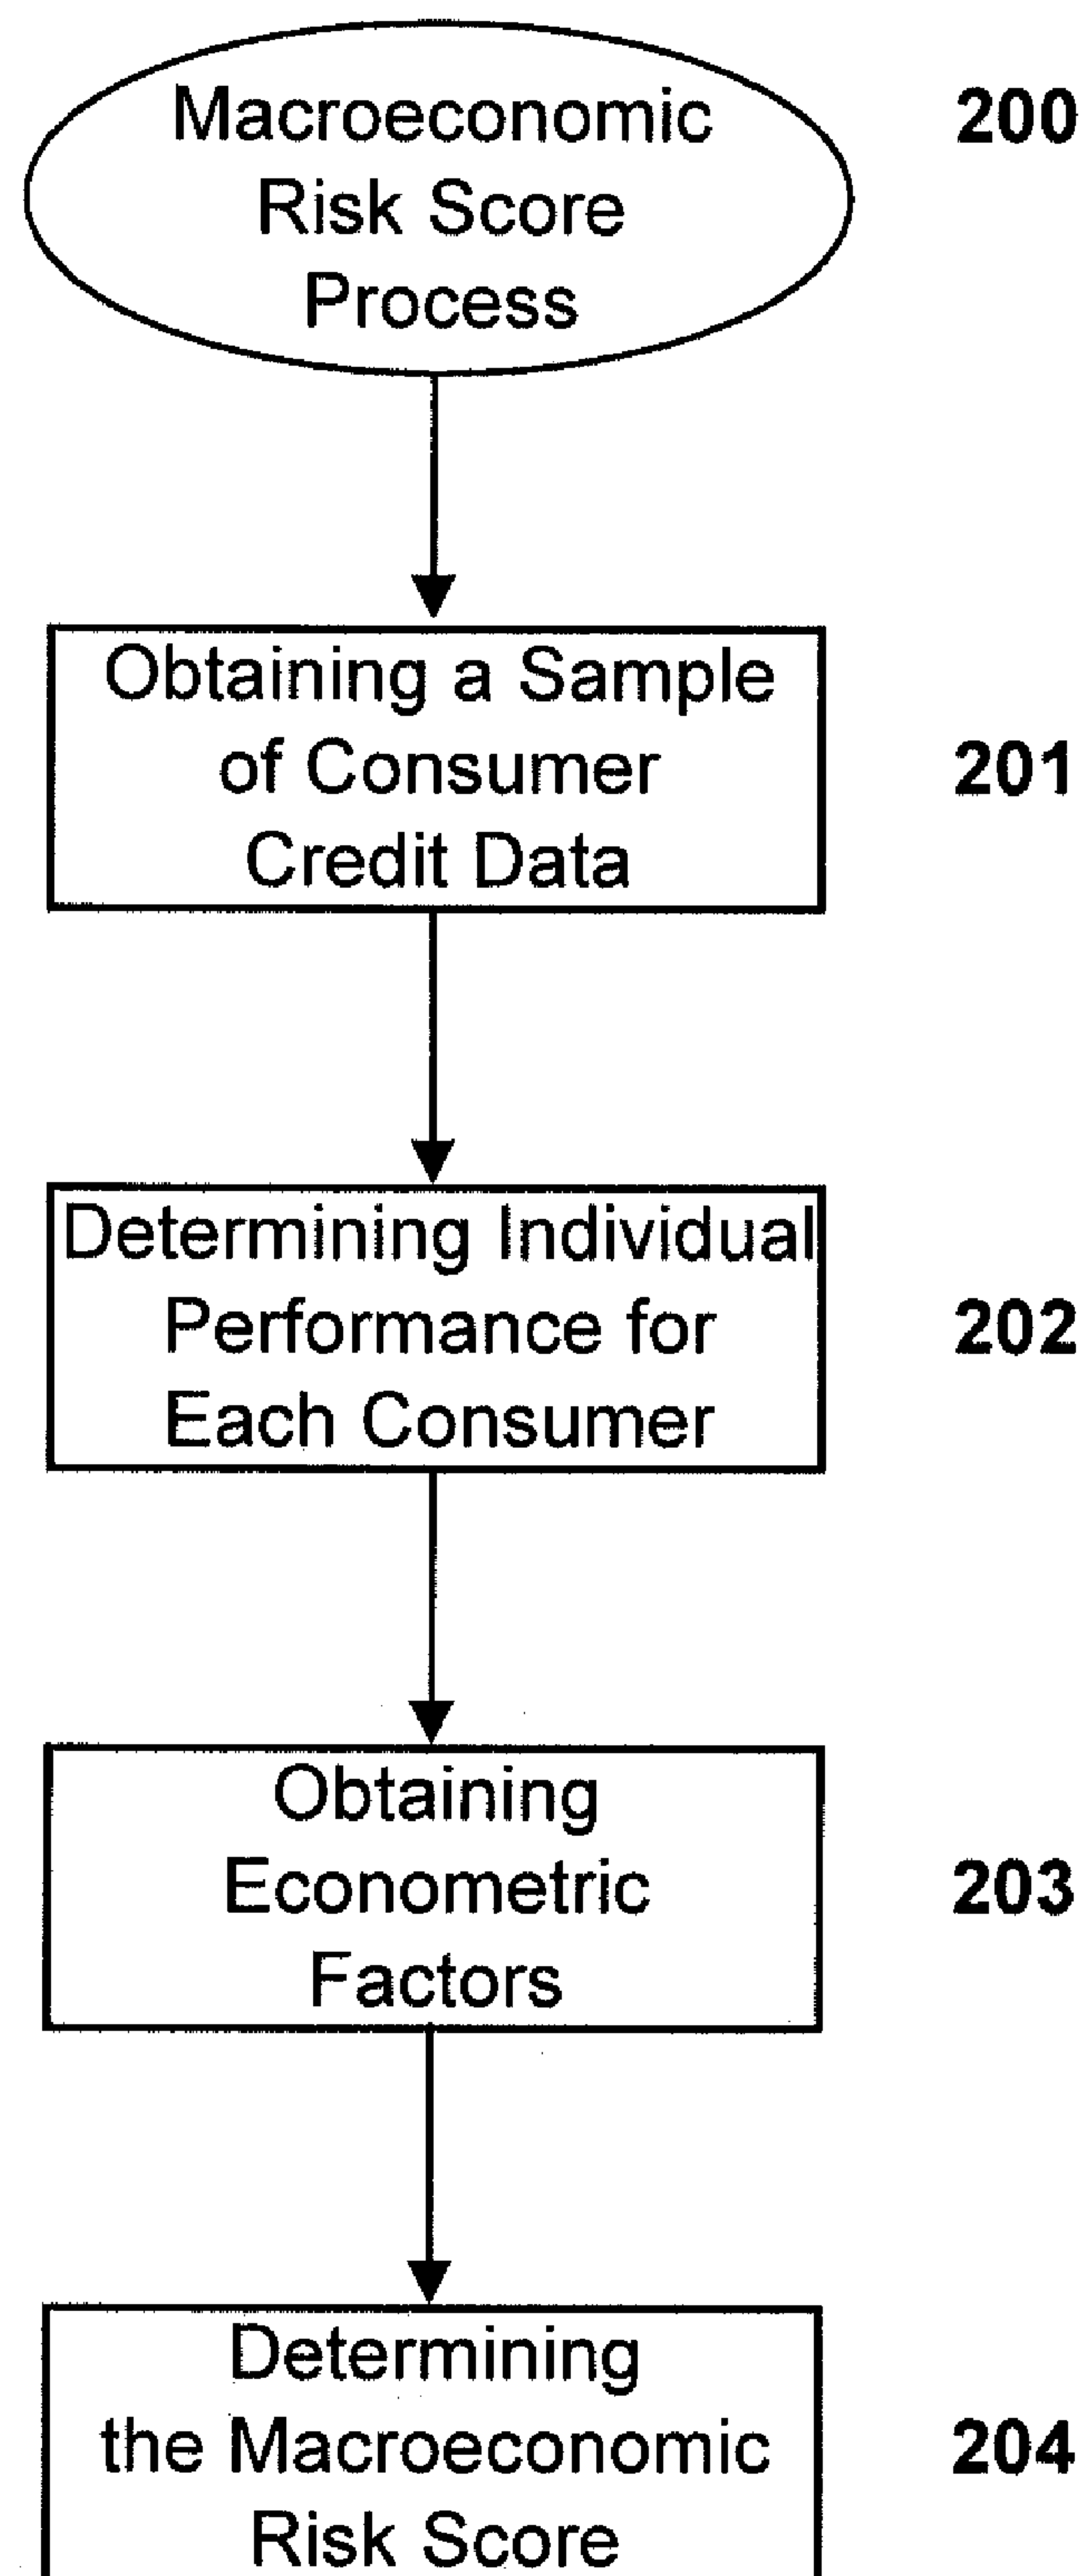 Macroeconomic
Risk Score
Process
200
Obtaining a Sample
of Consumer
Credit Data
201
Determining Individual
Performance for
Each Consumer
202
Obtaining
Econometric
Factors
203
Determining
the Macroeconomic
Risk Score
204